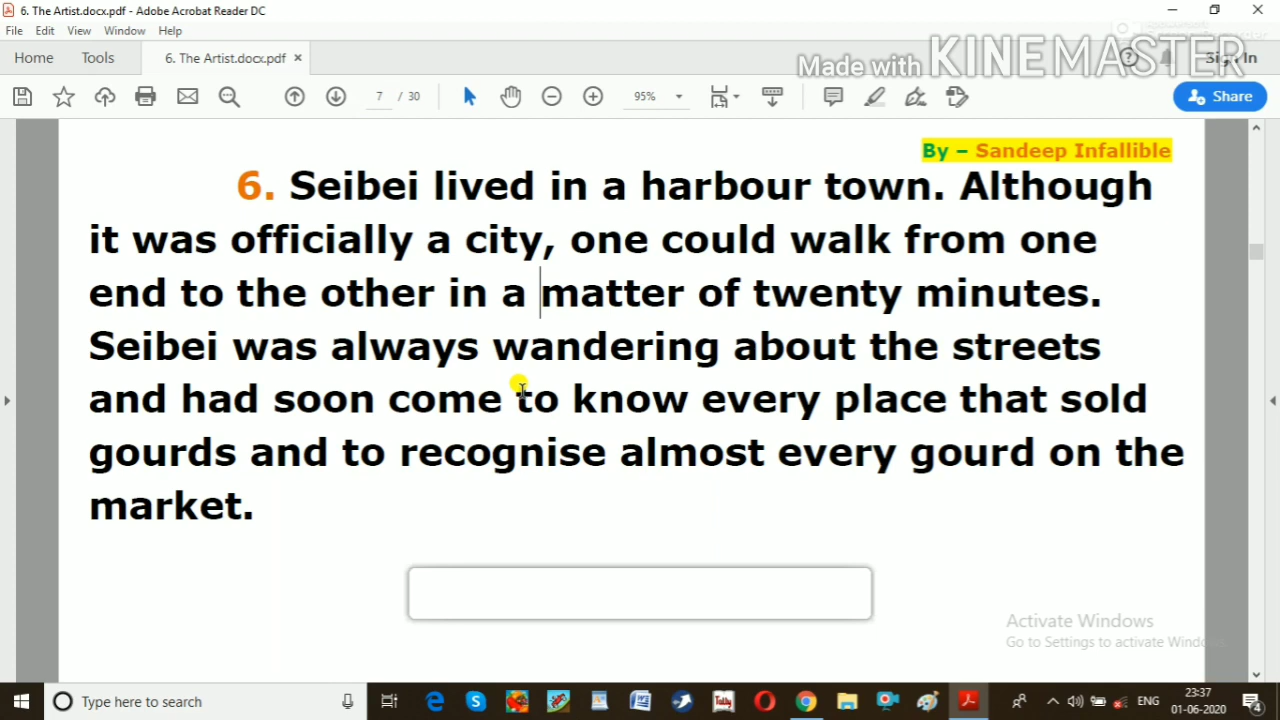 6. The Artist.docx.pdf - Adobe Acrobat Reader DC
File Edit View Window Help
Home Tools 6. The Artist.docx.pdf × Sign In
Made with KINEMASTER
7 / 30 95% Share
By – Sandeep Infallible
6. Seibei lived in a harbour town. Although
it was officially a city, one could walk from one
end to the other in a matter of twenty minutes.
Seibei was always wandering about the streets
and had soon come to know every place that sold
gourds and to recognise almost every gourd on the
market.
Activate Windows
Go to Settings to activate Windows.
Type here to search
ENG
23:37
01-06-2020
4